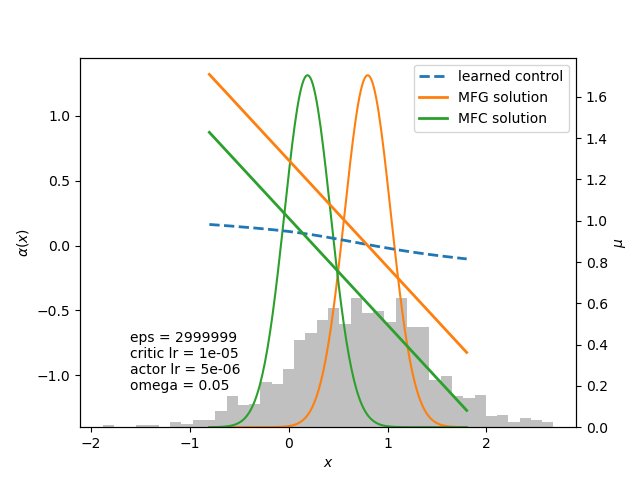 learned control
MFG solution
MFC solution
1.0
0.5
0.0
−0.5
−1.0
α(x)
1.6
1.4
1.2
1.0
0.8
0.6
0.4
0.2
0.0
μ
eps = 2999999
critic lr = 1e-05
actor lr = 5e-06
omega = 0.05
−2 −1 0 1 2
x